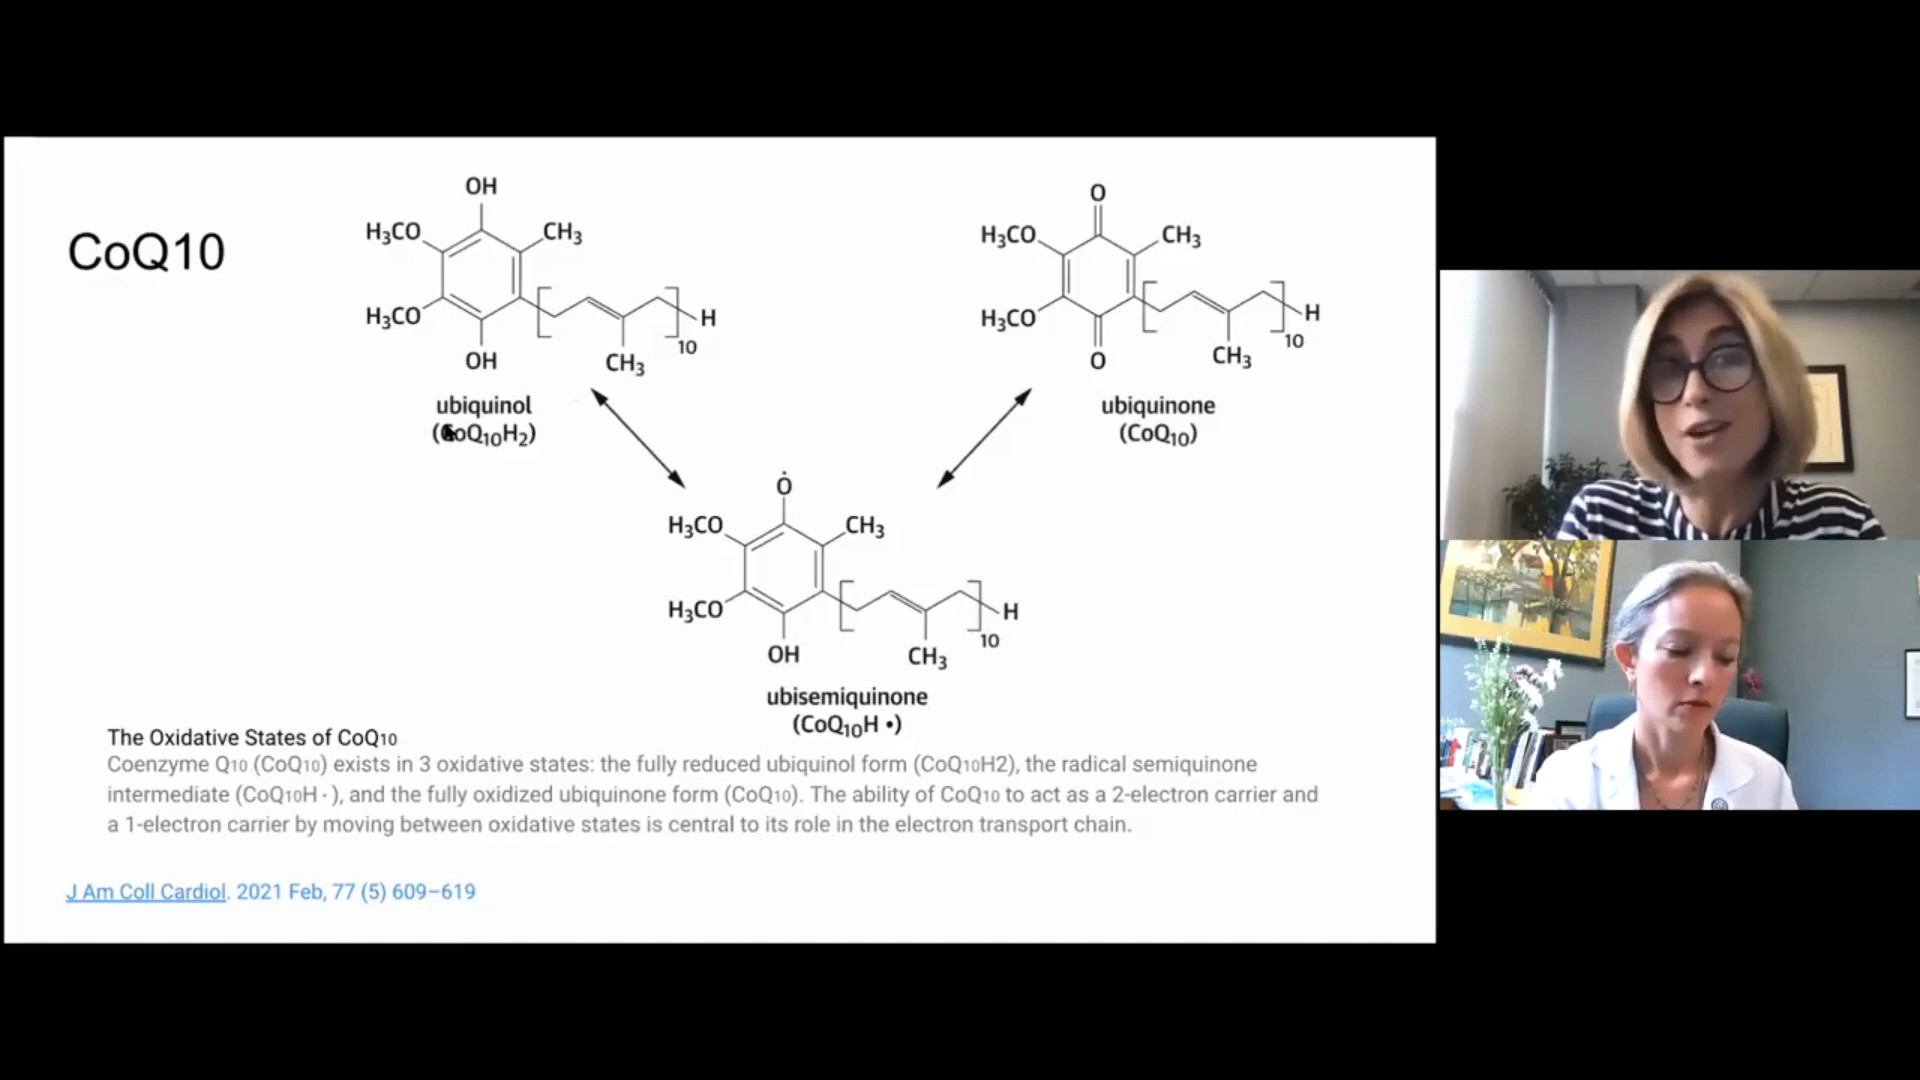 CoQ10
OH
H₃CO
CH₃
H₃CO
OH
CH₃
10
H
ubiquinol
(CoQ₁₀H₂)
O
H₃CO
CH₃
H₃CO
O
CH₃
10
H
ubiquinone
(CoQ₁₀)
Ȯ
H₃CO
CH₃
H₃CO
OH
CH₃
10
H
ubisemiquinone
(CoQ₁₀H •)
The Oxidative States of CoQ₁₀
Coenzyme Q₁₀ (CoQ₁₀) exists in 3 oxidative states: the fully reduced ubiquinol form (CoQ₁₀H2), the radical semiquinone
intermediate (CoQ₁₀H · ), and the fully oxidized ubiquinone form (CoQ₁₀). The ability of CoQ₁₀ to act as a 2-electron carrier and
a 1-electron carrier by moving between oxidative states is central to its role in the electron transport chain.
J Am Coll Cardiol. 2021 Feb, 77 (5) 609–619